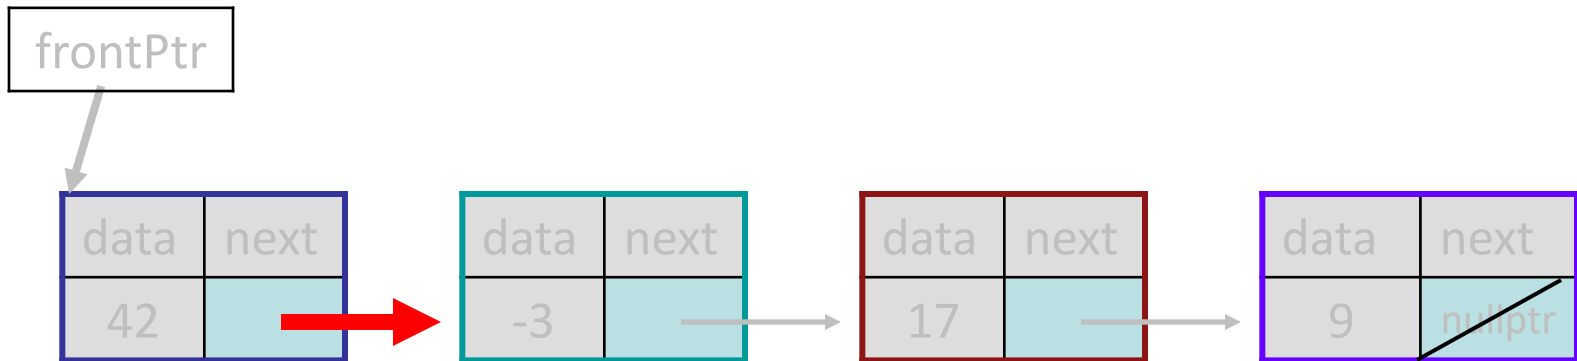 frontPtr
data next data next data next data next
42 -3 17 9 nullptr